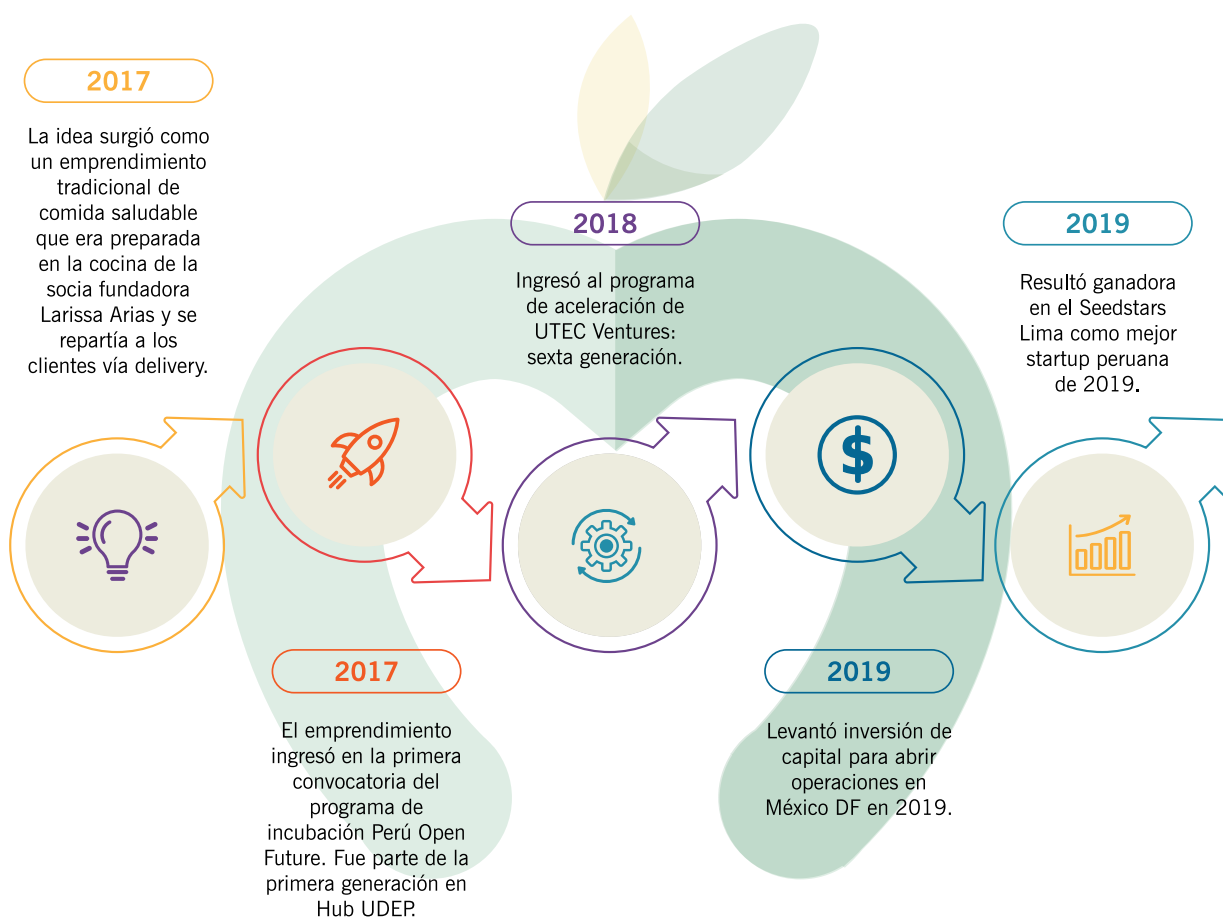 2017
La idea surgió como
un emprendimiento
tradicional de
comida saludable
que era preparada
en la cocina de la
socia fundadora
Larissa Arias y se
repartía a los
clientes vía delivery.
2017
El emprendimiento
ingresó en la primera
convocatoria del
programa de
incubación Perú Open
Future. Fue parte de la
primera generación en
Hub UDEP.
2018
Ingresó al programa
de aceleración de
UTEC Ventures:
sexta generación.
$
2019
Levantó inversión de
capital para abrir
operaciones en
México DF en 2019.
2019
Resultó ganadora
en el Seedstars
Lima como mejor
startup peruana
de 2019.